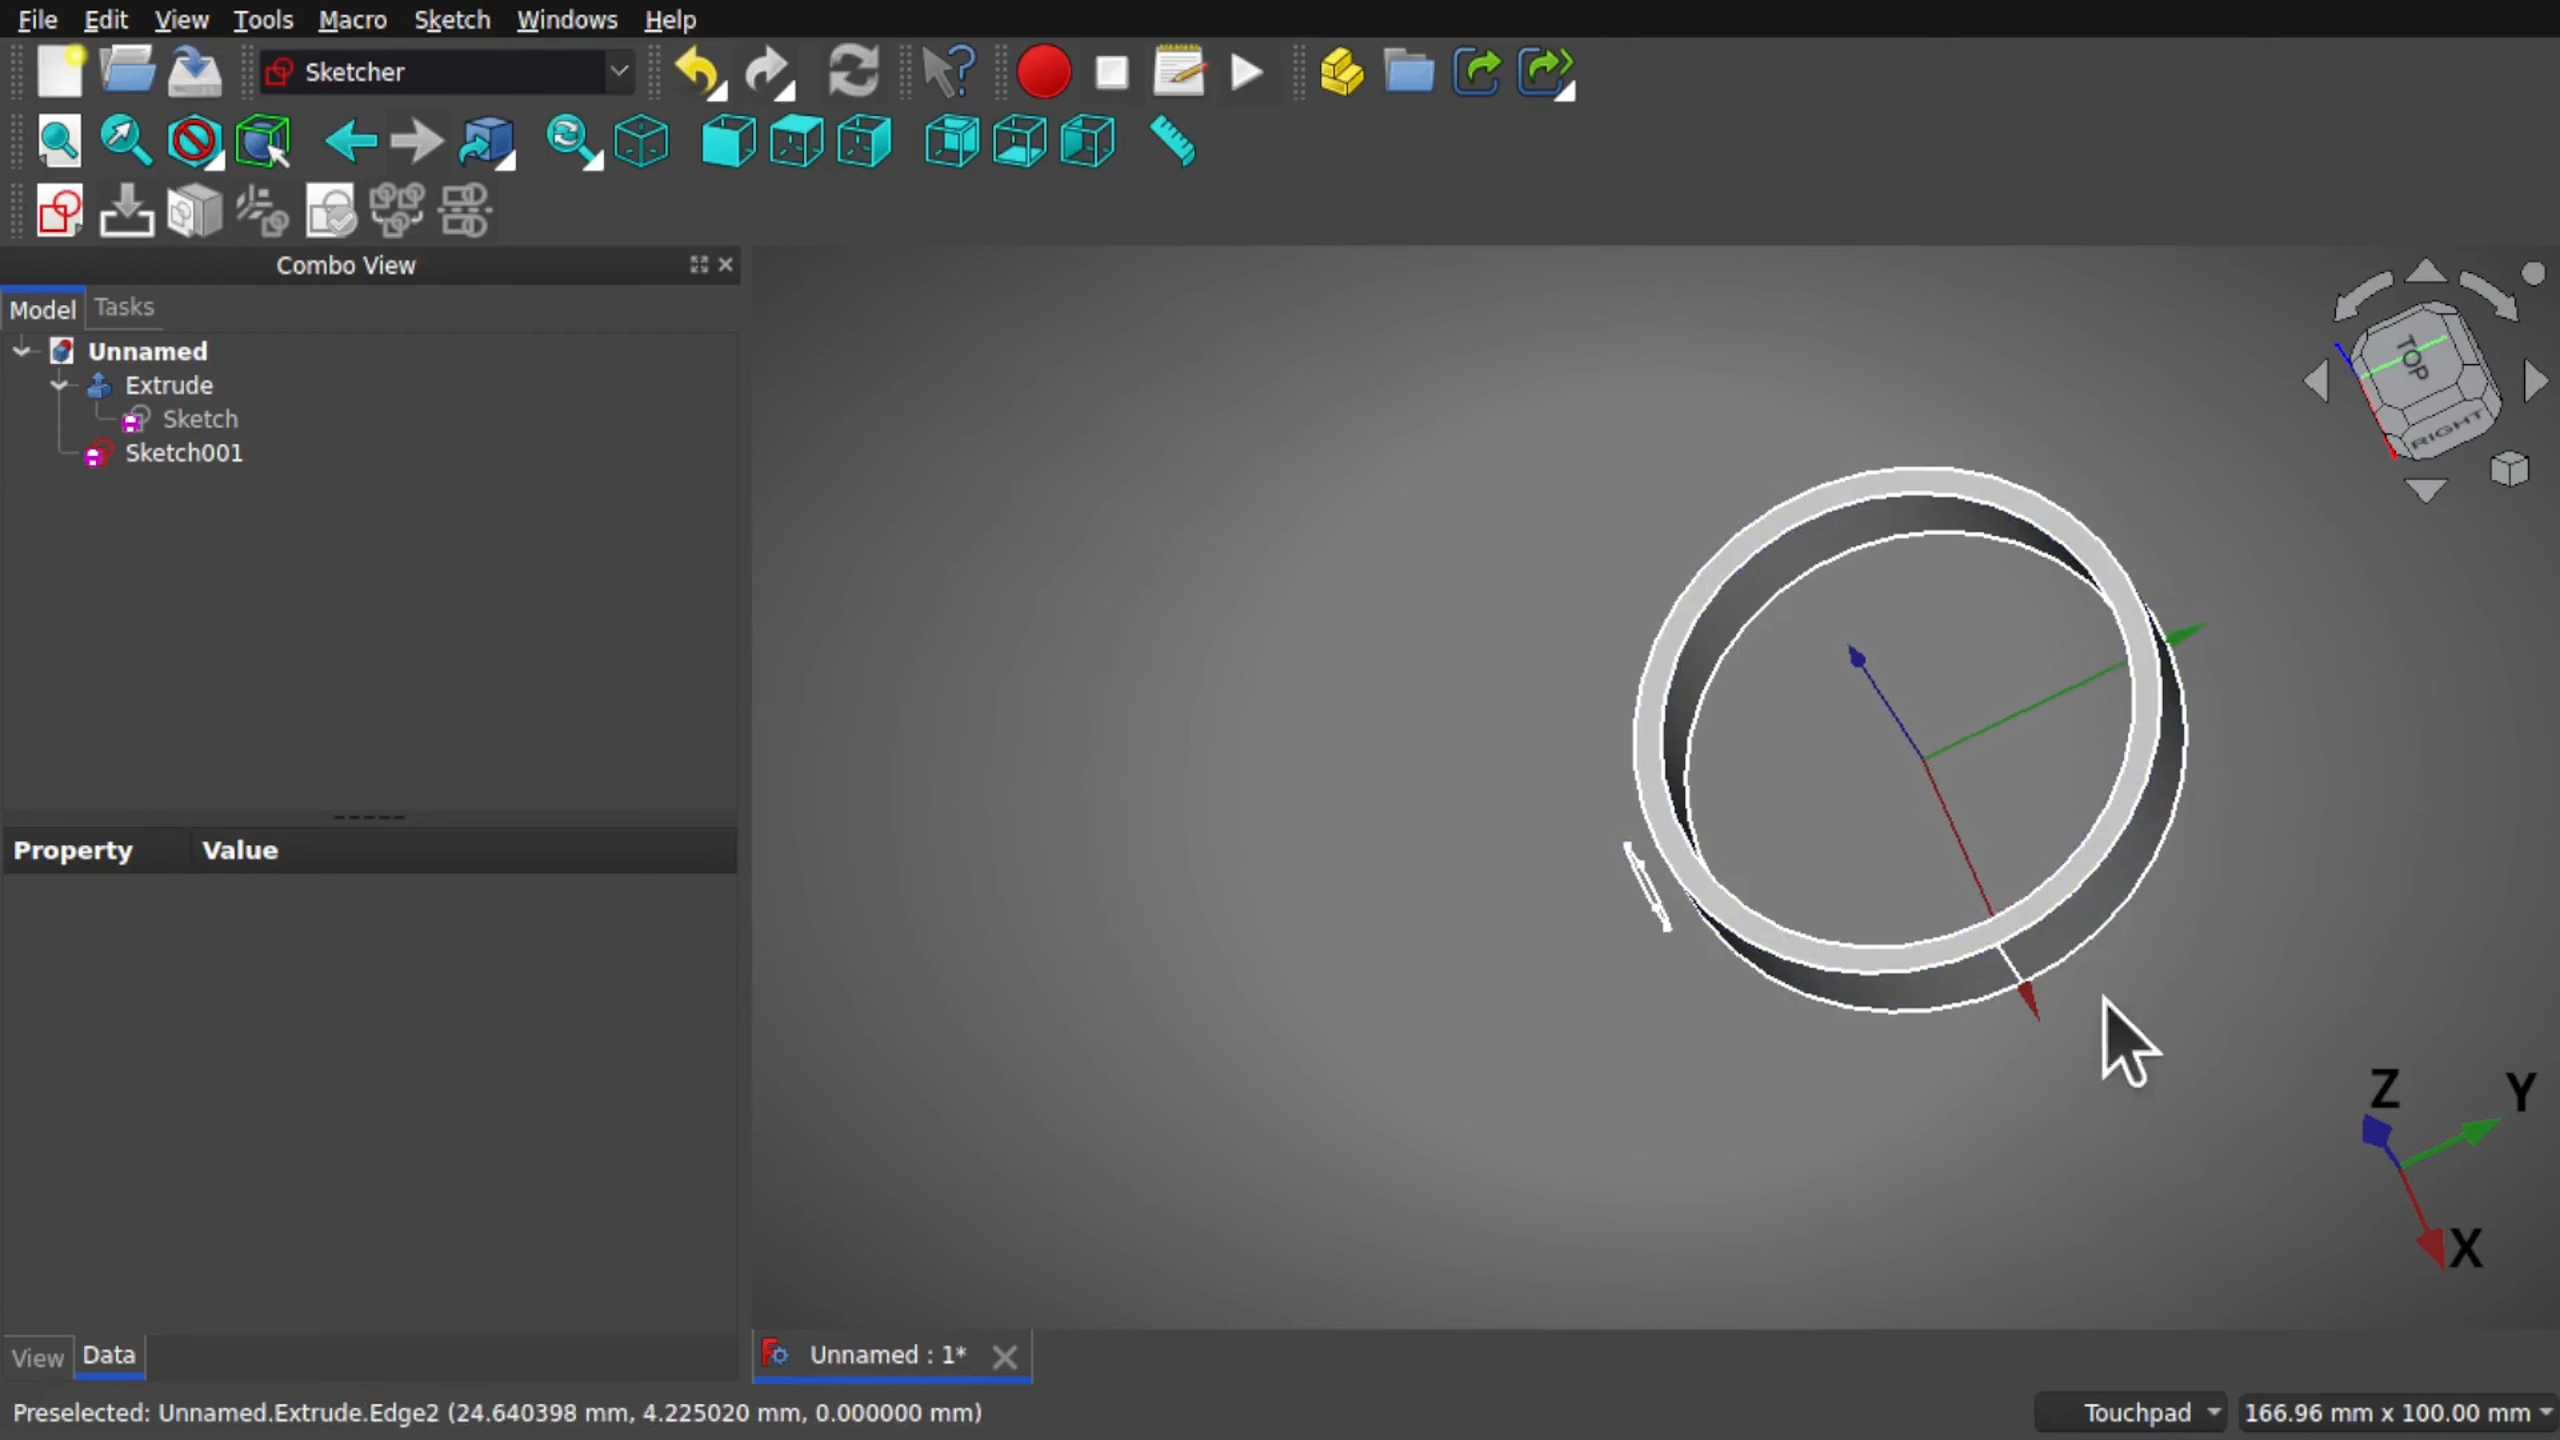 File Edit View Tools Macro Sketch Windows Help
Sketcher
Combo View
Model Tasks
Unnamed
Extrude
Sketch
Sketch001
Property Value
View Data
TOP
RIGHT
Z Y
X
Unnamed : 1*
Preselected: Unnamed.Extrude.Edge2 (24.640398 mm, 4.225020 mm, 0.000000 mm)
Touchpad 166.96 mm x 100.00 mm